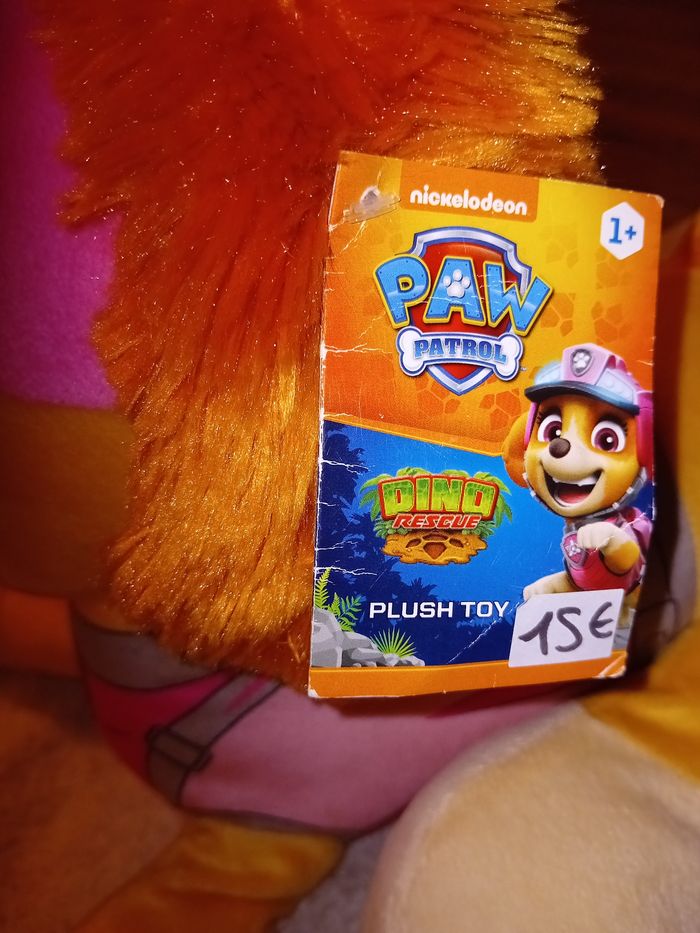 nickelodeon
1+
PAW
PATROL
DINO
RESCUE
PLUSH TOY
15€